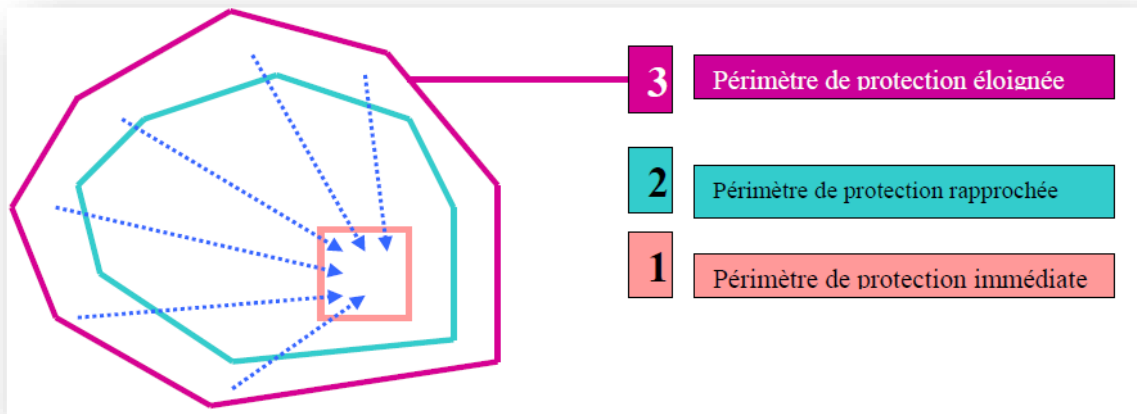 3
Périmètre de protection éloignée
2
Périmètre de protection rapprochée
1
Périmètre de protection immédiate